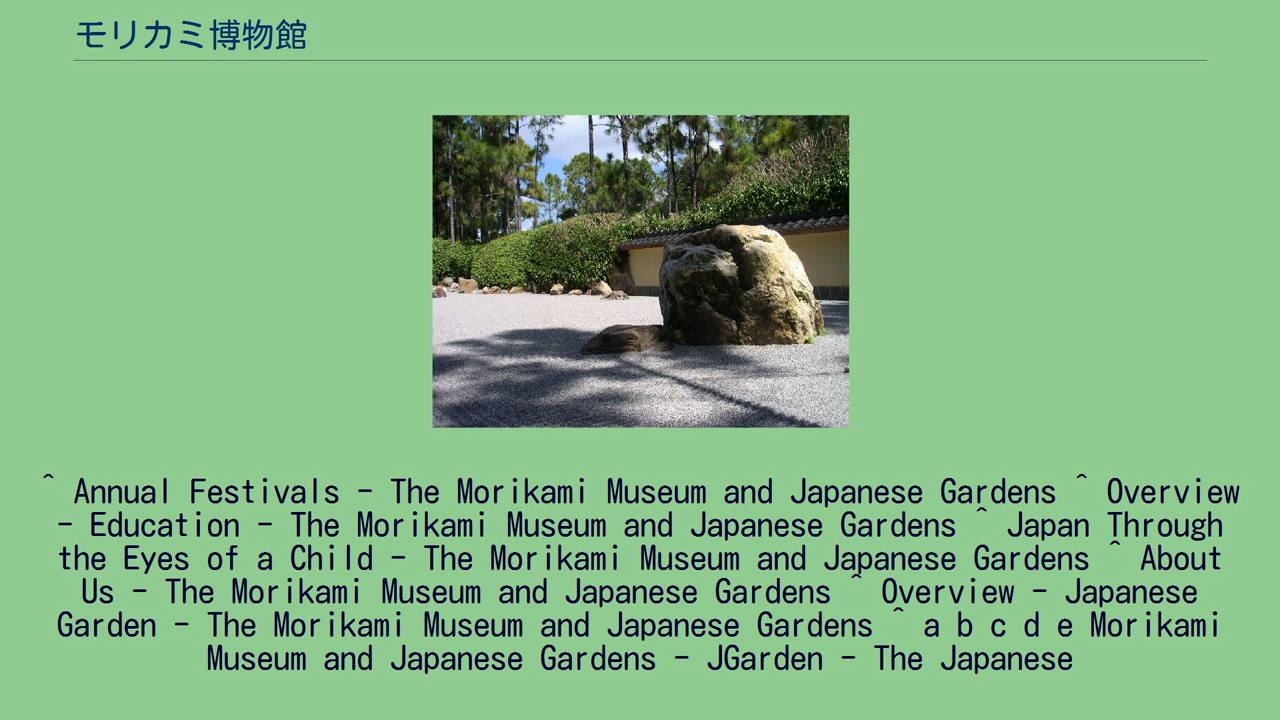 モリカミ博物館
^ Annual Festivals - The Morikami Museum and Japanese Gardens ^ Overview
- Education - The Morikami Museum and Japanese Gardens ^ Japan Through
the Eyes of a Child - The Morikami Museum and Japanese Gardens ^ About
Us - The Morikami Museum and Japanese Gardens ^ Overview - Japanese
Garden - The Morikami Museum and Japanese Gardens ^ a b c d e Morikami
Museum and Japanese Gardens - JGarden - The Japanese